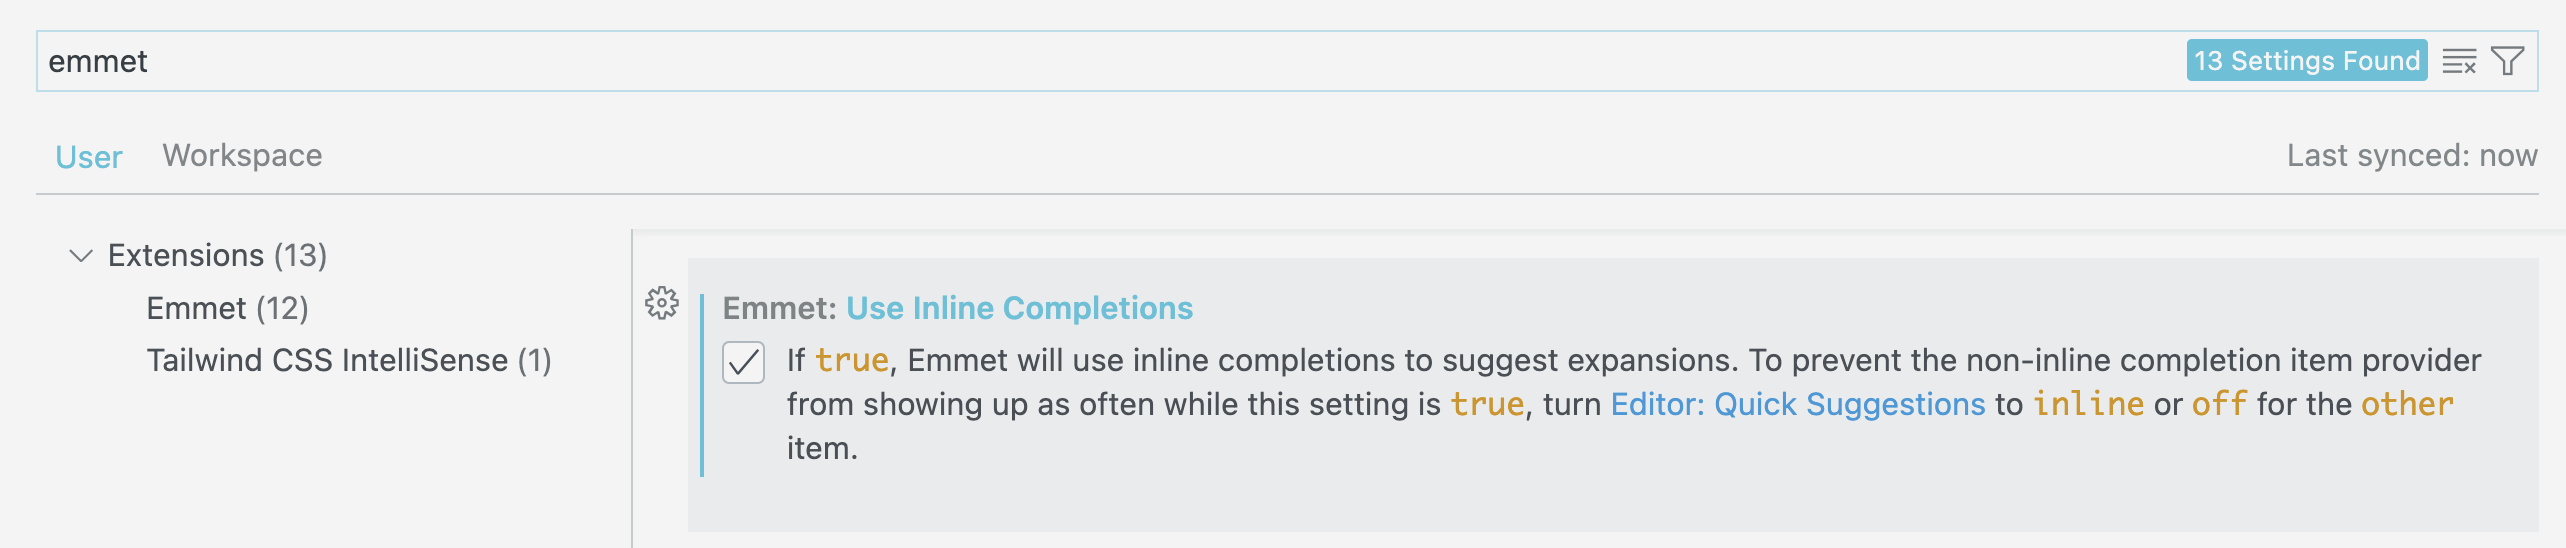 emmet
13 Settings Found
User
Workspace
Last synced: now
Extensions (13)
Emmet (12)
Tailwind CSS IntelliSense (1)
Emmet: Use Inline Completions
If true, Emmet will use inline completions to suggest expansions. To prevent the non-inline completion item provider
from showing up as often while this setting is true, turn Editor: Quick Suggestions to inline or off for the other
item.